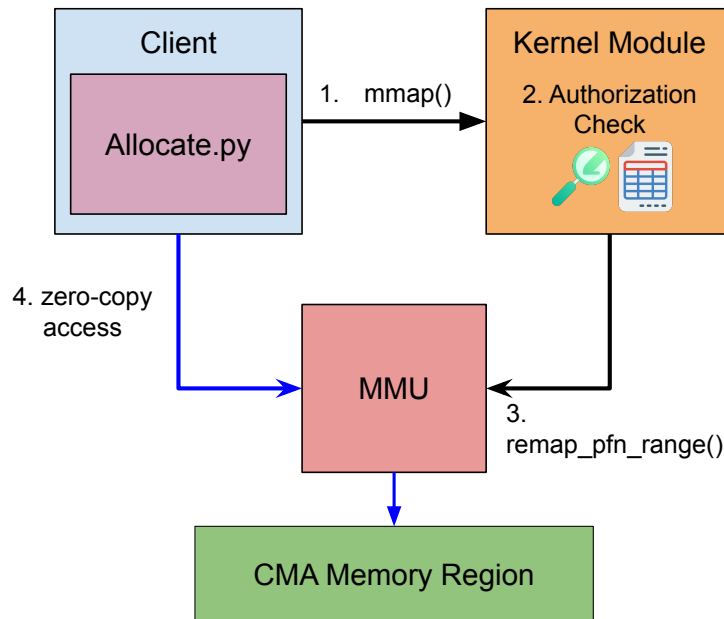 Client
Allocate.py
1. mmap()
Kernel Module
2. Authorization
Check
4. zero-copy
access
MMU
3.
remap_pfn_range()
CMA Memory Region